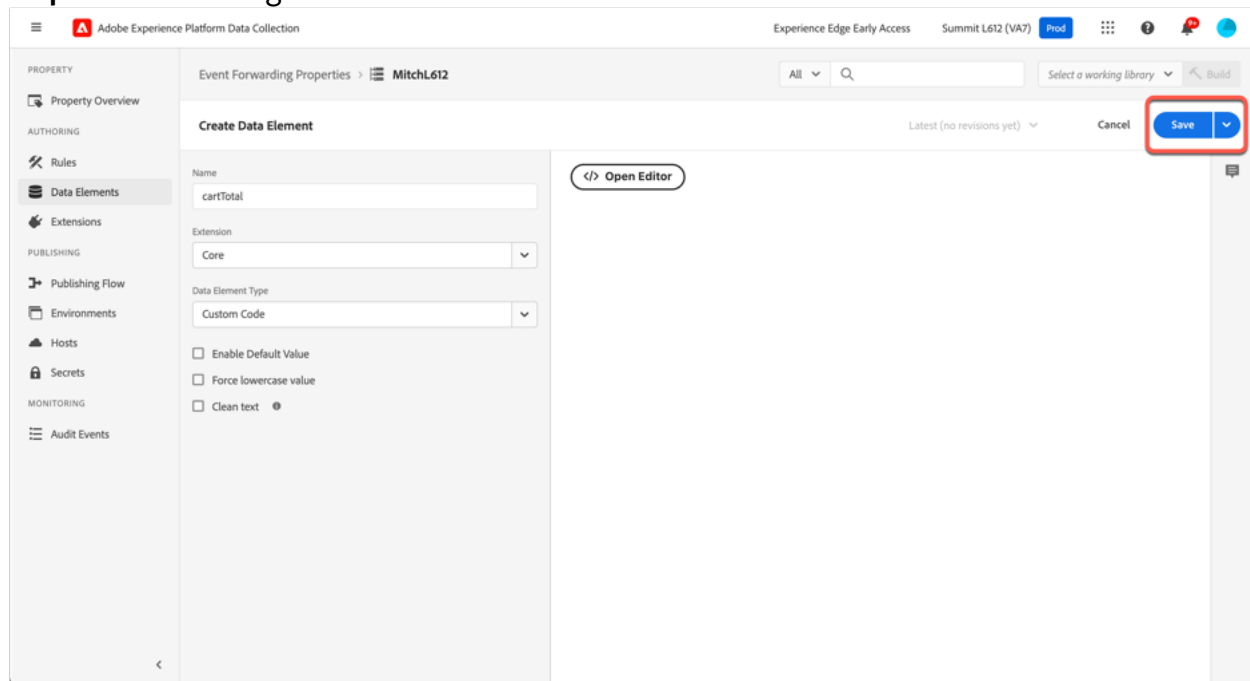 Adobe Experience Platform Data Collection
Experience Edge Early Access
Summit L612 (VA7)
Prod
9+
PROPERTY
Event Forwarding Properties > MitchL612
All
Select a working library
Build
Property Overview
AUTHORING
Create Data Element
Latest (no revisions yet)
Cancel
Save
Rules
Data Elements
Extensions
PUBLISHING
Publishing Flow
Environments
Hosts
Secrets
MONITORING
Audit Events
Name
cartTotal
Extension
Core
Data Element Type
Custom Code
Enable Default Value
Force lowercase value
Clean text
</> Open Editor